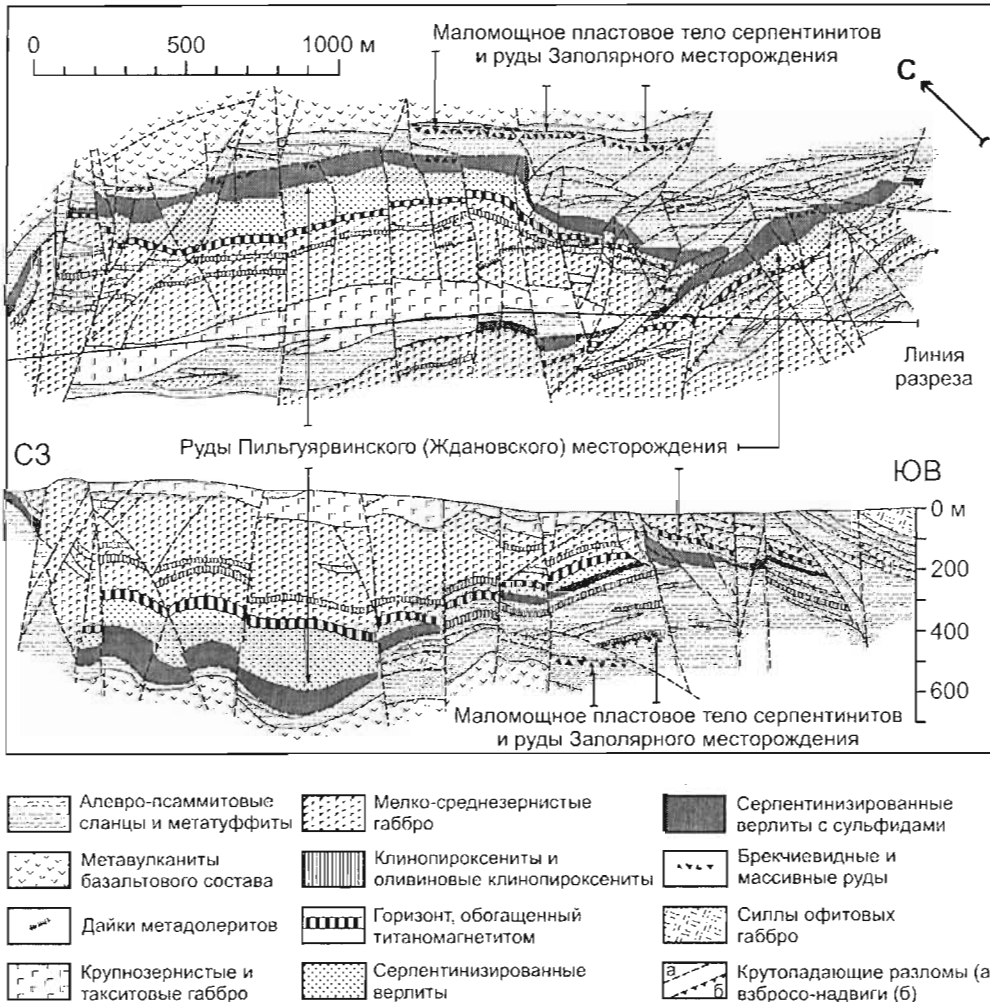 0 500 1000 м
Маломощное пластовое тело серпентинитов
и руды Заполярного месторождения
С
Линия
разреза
Руды Пильгуярвинского (Ждановского) месторождения
СЗ
ЮВ
0 м
200
400
600
Маломощное пластовое тело серпентинитов
и руды Заполярного месторождения
Алевро-псаммитовые
сланцы и метатуффиты
Метавулканиты
базальтового состава
Дайки метадолеритов
Крупнозернистые и
такситовые габбро
Мелко-среднезернистые
габбро
Клинопироксениты и
оливиновые клинопироксениты
Горизонт, обогащенный
титаномагнетитом
Серпентинизированные
верлиты
Серпентинизированные
верлиты с сульфидами
Брекчиевидные и
массивные руды
Силлы офитовых
габбро
а
б
Крутопадающие разломы (а
взбросо-надвиги (б)